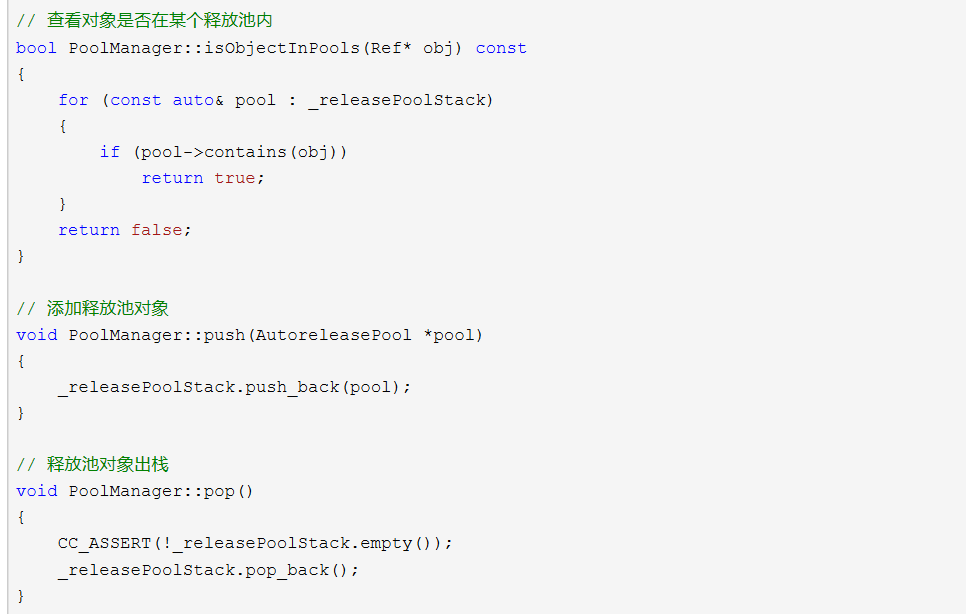 // 查看对象是否在某个释放池内
bool PoolManager::isObjectInPools(Ref* obj) const
{
    for (const auto& pool : _releasePoolStack)
    {
        if (pool->contains(obj))
            return true;
    }
    return false;
}

// 添加释放池对象
void PoolManager::push(AutoreleasePool *pool)
{
    _releasePoolStack.push_back(pool);
}

// 释放池对象出栈
void PoolManager::pop()
{
    CC_ASSERT(!_releasePoolStack.empty());
    _releasePoolStack.pop_back();
}